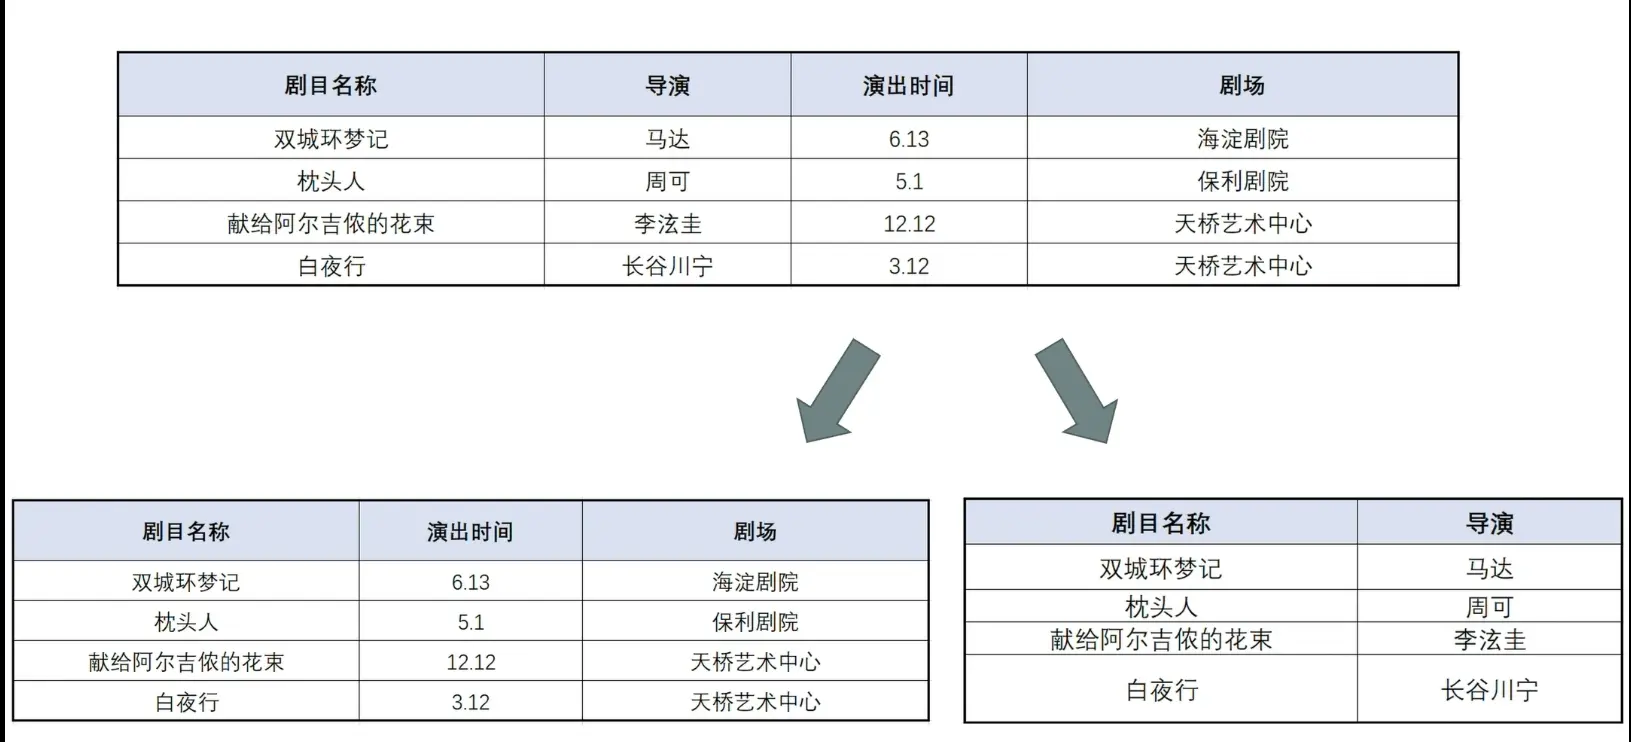 剧目名称 导演 演出时间 剧场
双城环梦记 马达 6.13 海淀剧院
枕头人 周可 5.1 保利剧院
献给阿尔吉侬的花束 李泫圭 12.12 天桥艺术中心
白夜行 长谷川宁 3.12 天桥艺术中心
剧目名称 演出时间 剧场
双城环梦记 6.13 海淀剧院
枕头人 5.1 保利剧院
献给阿尔吉侬的花束 12.12 天桥艺术中心
白夜行 3.12 天桥艺术中心
剧目名称 导演
双城环梦记 马达
枕头人 周可
献给阿尔吉侬的花束 李泫圭
白夜行 长谷川宁